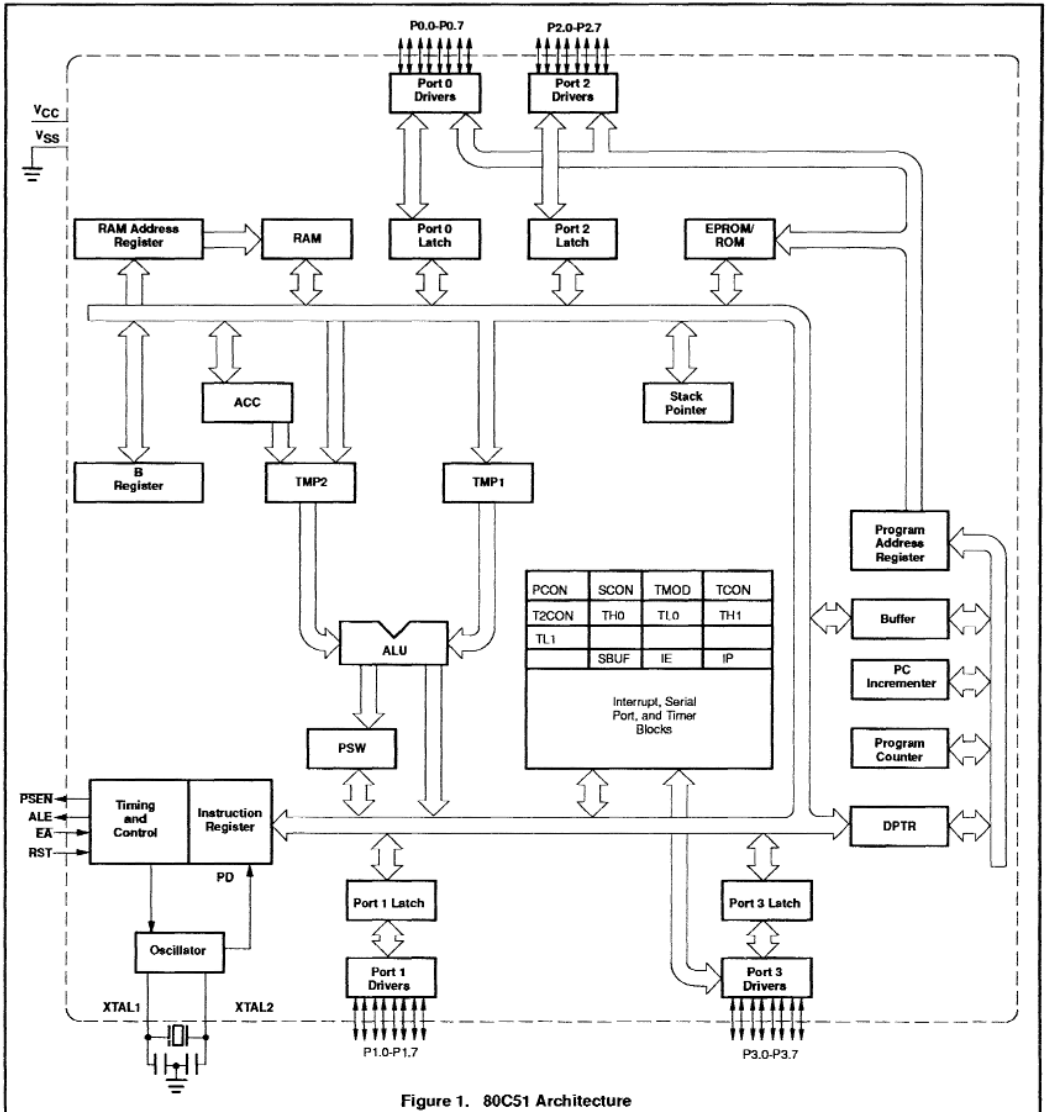 P0.0-P0.7
P2.0-P2.7
Port 0
Drivers
Port 2
Drivers
VCC
VSS
RAM Address
Register
RAM
Port 0
Latch
Port 2
Latch
EPROM/
ROM
ACC
Stack
Pointer
B
Register
TMP2
TMP1
Program
Address
Register
PCON SCON TMOD TCON
T2CON TH0 TL0 TH1
TL1
SBUF IE IP
Interrupt, Serial
Port, and Timer
Blocks
Buffer
ALU
PC
Incrementer
PSW
Program
Counter
PSEN
ALE
EA
RST
Timing
and
Control
Instruction
Register
DPTR
PD
Port 1 Latch
Port 3 Latch
Oscillator
Port 1
Drivers
Port 3
Drivers
XTAL1
XTAL2
P1.0-P1.7
P3.0-P3.7
Figure 1. 80C51 Architecture